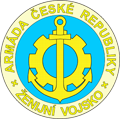 ARMÁDA ČESKÉ REPUBLIKY
ŽENIJNÍ VOJSKO